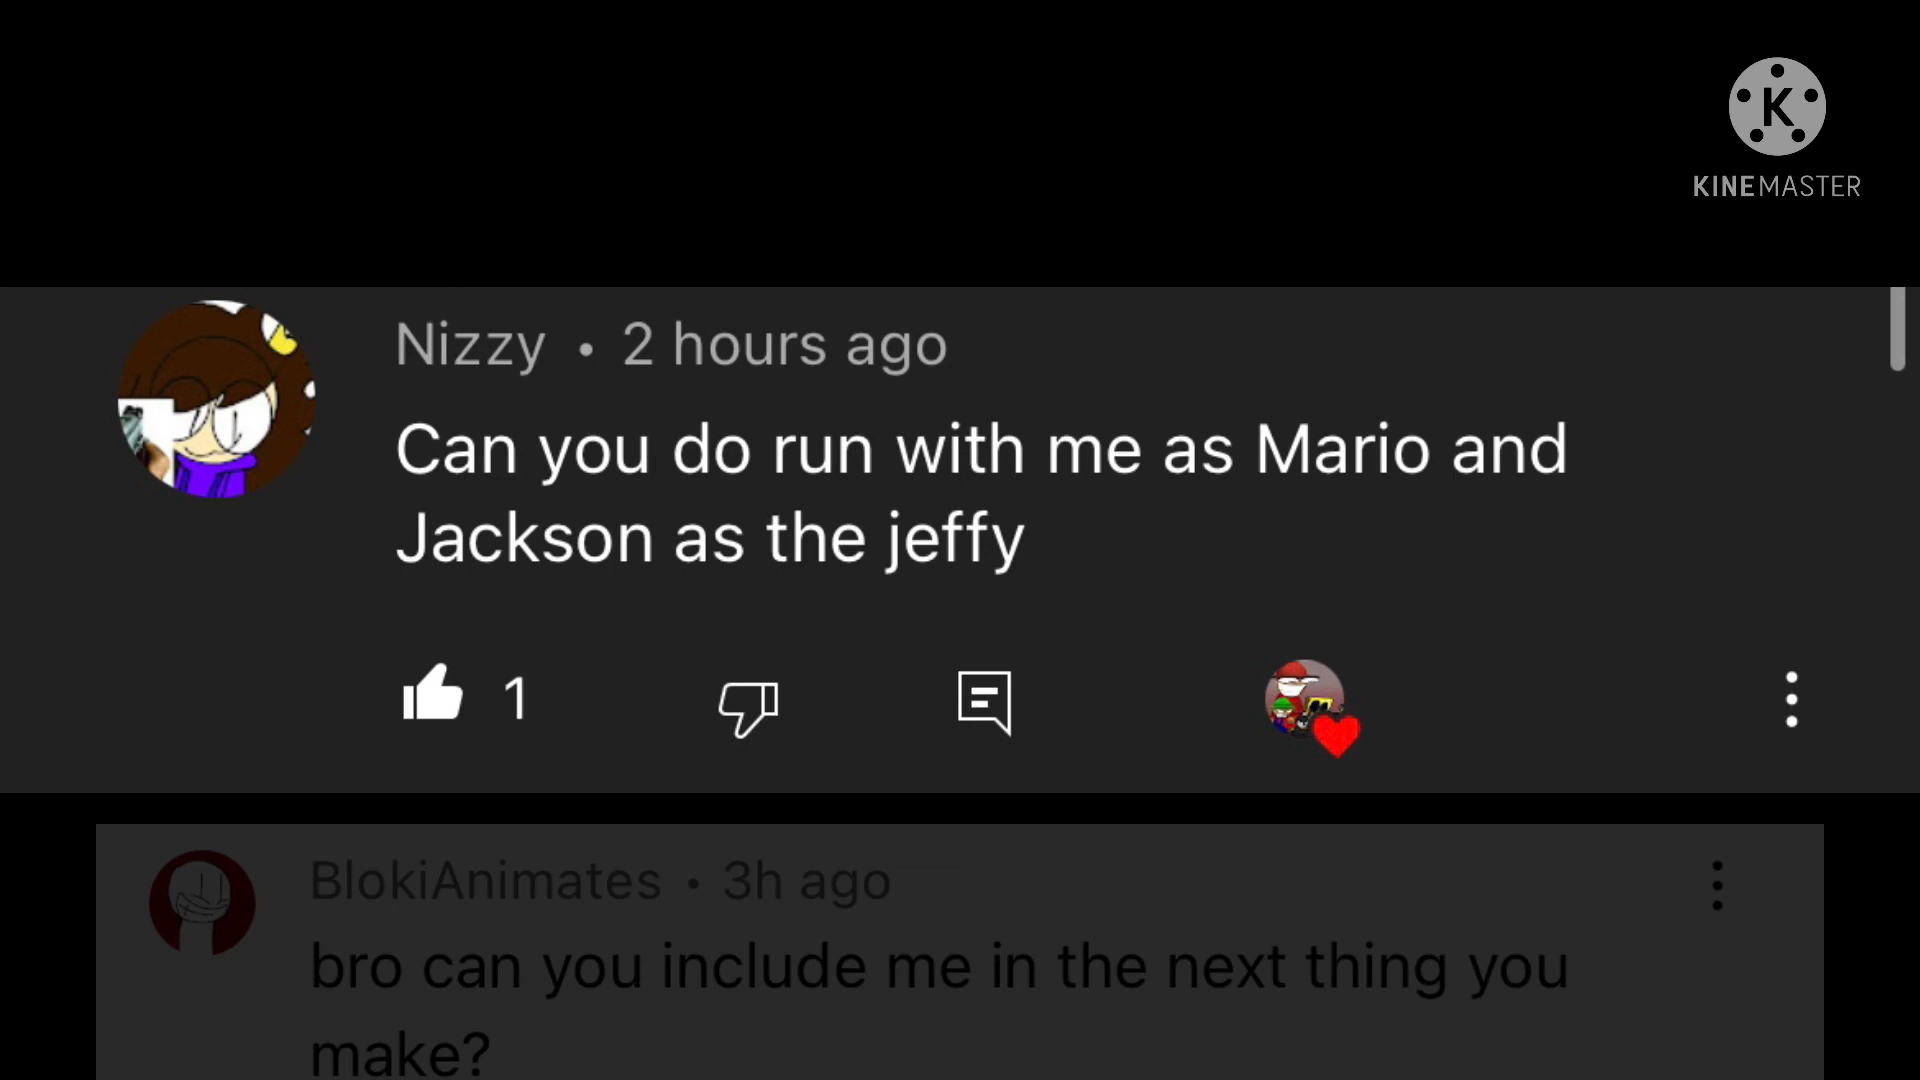 K
KINEMASTER
Nizzy • 2 hours ago
Can you do run with me as Mario and
Jackson as the jeffy
1
BlokiAnimates • 3h ago
bro can you include me in the next thing you
make?